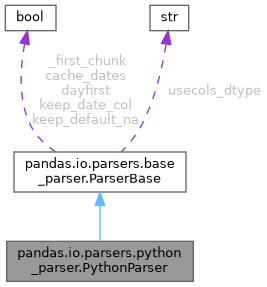 bool
str
_first_chunk
cache_dates
dayfirst
keep_date_col
keep_default_na
usecols_dtype
pandas.io.parsers.base
_parser.ParserBase
pandas.io.parsers.python
_parser.PythonParser